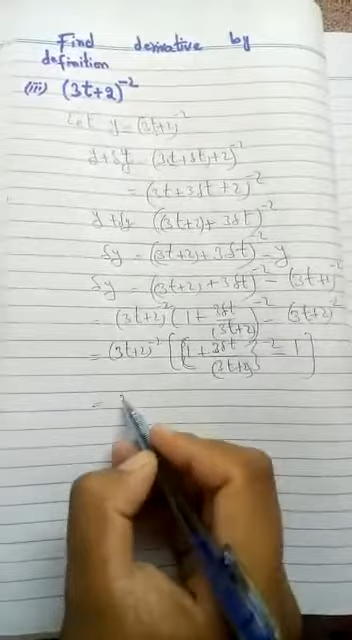 Find derivative by
definition
(iii) (3t+2)^-2
Let y = (3t+2)^-2
y+δy (3(t+δt)+2)^-2
= (3t+3δt+2)^-2
y+δy ((3t+2)+3δt)^-2
δy = ((3t+2)+3δt)^-2 - y
δy = ((3t+2)+3δt)^-2 - (3t+2)^-2
= (3t+2)^-2 (1+3δt/(3t+2))^-2 - (3t+2)^-2
= (3t+2)^-2 [{1+3δt/(3t+2)}^-2 - 1]
=